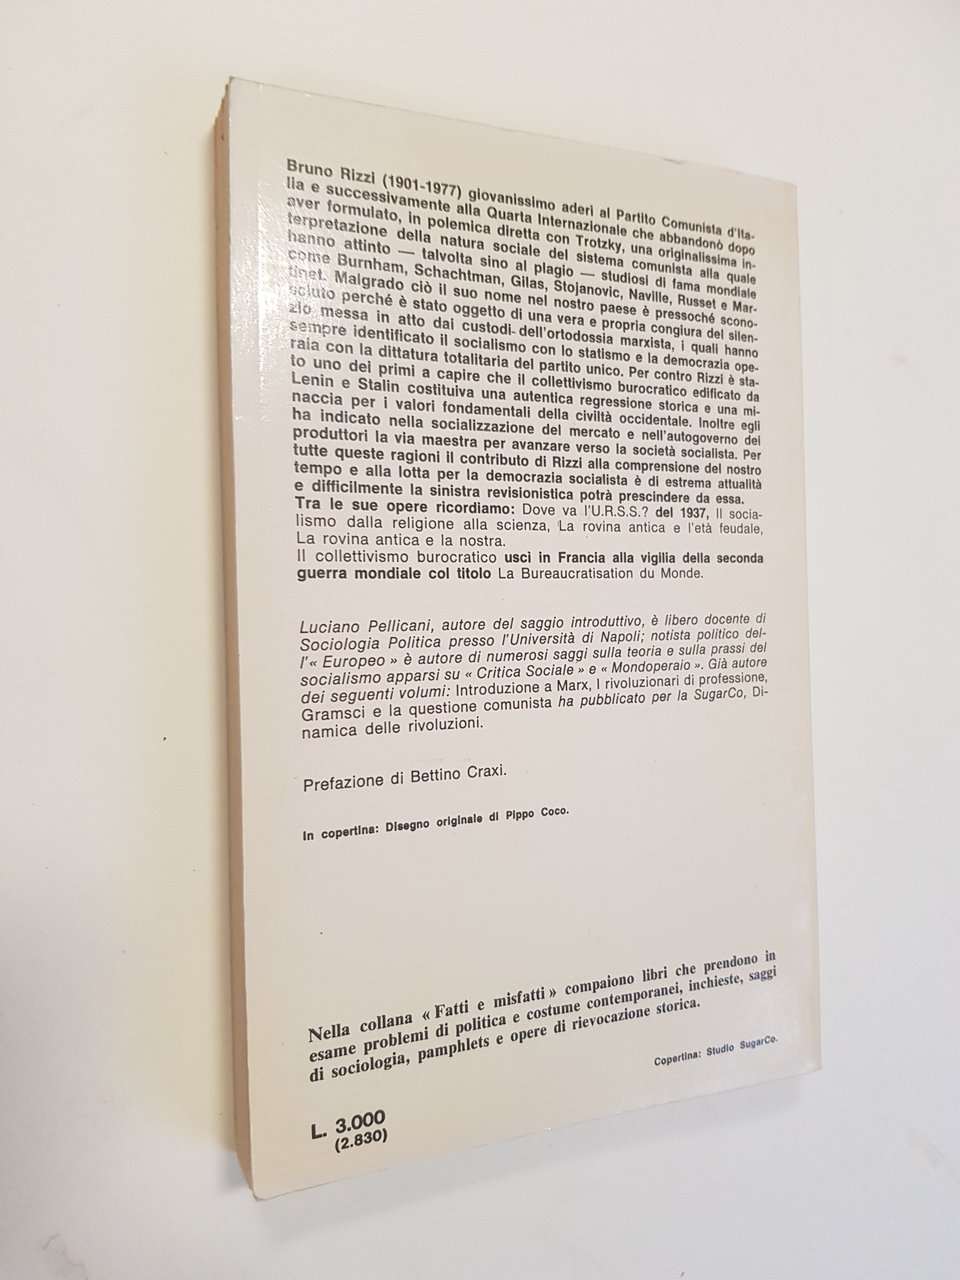 Bruno Rizzi (1901-1977) giovanissimo aderì al Partito Comunista d'Ita-
lia e successivamente alla Quarta Internazionale che abbandonò dopo
aver formulato, in polemica diretta con Trotzky, una originalissima in-
terpretazione della natura sociale del sistema comunista alla quale
hanno attinto — talvolta sino al plagio — studiosi di fama mondiale
come Burnham, Schachtman, Gilas, Stojanovic, Naville, Russet e Mar-
tinet. Malgrado ciò il suo nome nel nostro paese è pressoché scono-
sciuto perché è stato oggetto di una vera e propria congiura del silen-
zio messa in atto dai custodi dell'ortodossia marxista, i quali hanno
sempre identificato il socialismo con lo statismo e la democrazia ope-
raia con la dittatura totalitaria del partito unico. Per contro Rizzi è sta-
to uno dei primi a capire che il collettivismo burocratico edificato da
Lenin e Stalin costituiva una autentica regressione storica e una mi-
naccia per i valori fondamentali della civiltà occidentale. Inoltre egli
ha indicato nella socializzazione del mercato e nell'autogoverno dei
produttori la via maestra per avanzare verso la società socialista. Per
tutte queste ragioni il contributo di Rizzi alla comprensione del nostro
tempo e alla lotta per la democrazia socialista è di estrema attualità
e difficilmente la sinistra revisionistica potrà prescindere da essa.
Tra le sue opere ricordiamo: Dove va l'U.R.S.S.? del 1937, Il socia-
lismo dalla religione alla scienza, La rovina antica e l'età feudale,
La rovina antica e la nostra.
Il collettivismo burocratico uscì in Francia alla vigilia della seconda
guerra mondiale col titolo La Bureaucratisation du Monde.
Luciano Pellicani, autore del saggio introduttivo, è libero docente di
Sociologia Politica presso l'Università di Napoli; notista politico del-
l'« Europeo » è autore di numerosi saggi sulla teoria e sulla prassi del
socialismo apparsi su « Critica Sociale » e « Mondoperaio ». Già autore
dei seguenti volumi: Introduzione a Marx, I rivoluzionari di professione,
Gramsci e la questione comunista ha pubblicato per la SugarCo, Di-
namica delle rivoluzioni.
Prefazione di Bettino Craxi.
In copertina: Disegno originale di Pippo Coco.
Nella collana « Fatti e misfatti » compaiono libri che prendono in
esame problemi di politica e costume contemporanei, inchieste, saggi
di sociologia, pamphlets e opere di rievocazione storica.
Copertina: Studio SugarCo.
L. 3.000
(2.830)